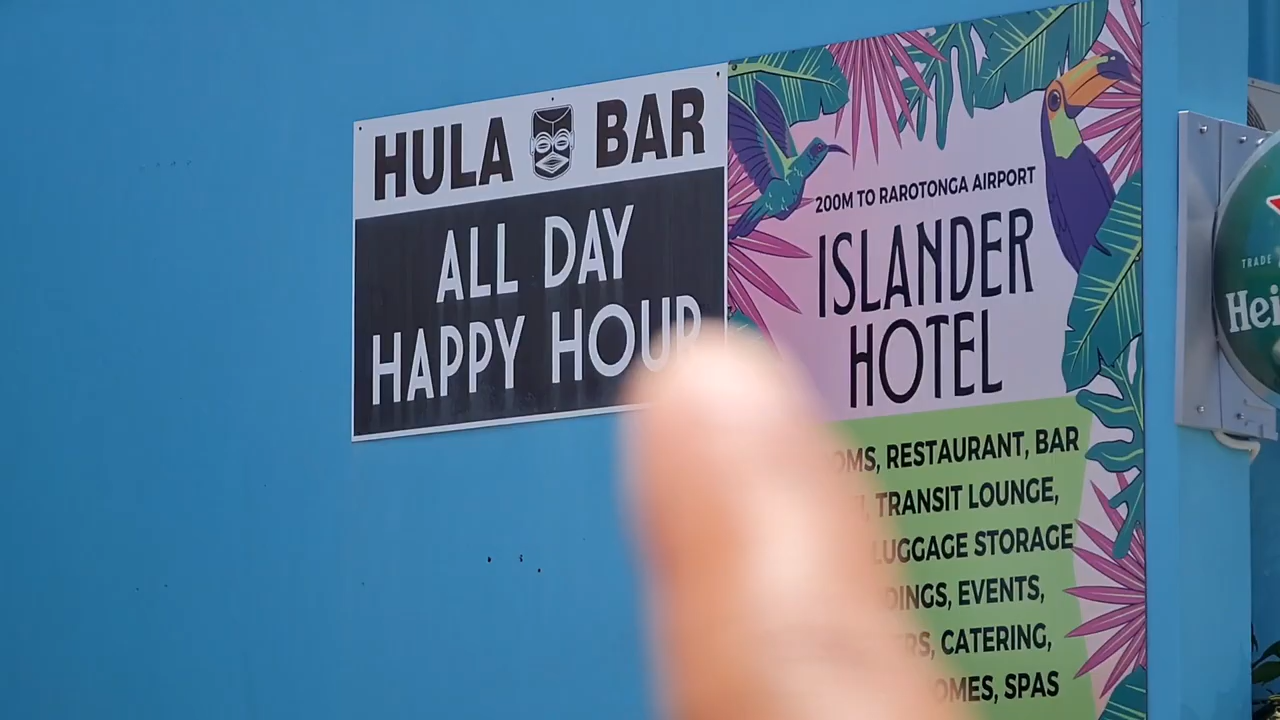 HULA BAR
ALL DAY
HAPPY HOUR
200M TO RAROTONGA AIRPORT
ISLANDER
HOTEL
RESTAURANT, BAR
TRANSIT LOUNGE,
LUGGAGE STORAGE
EVENTS,
CATERING,
SPAS
TRADE